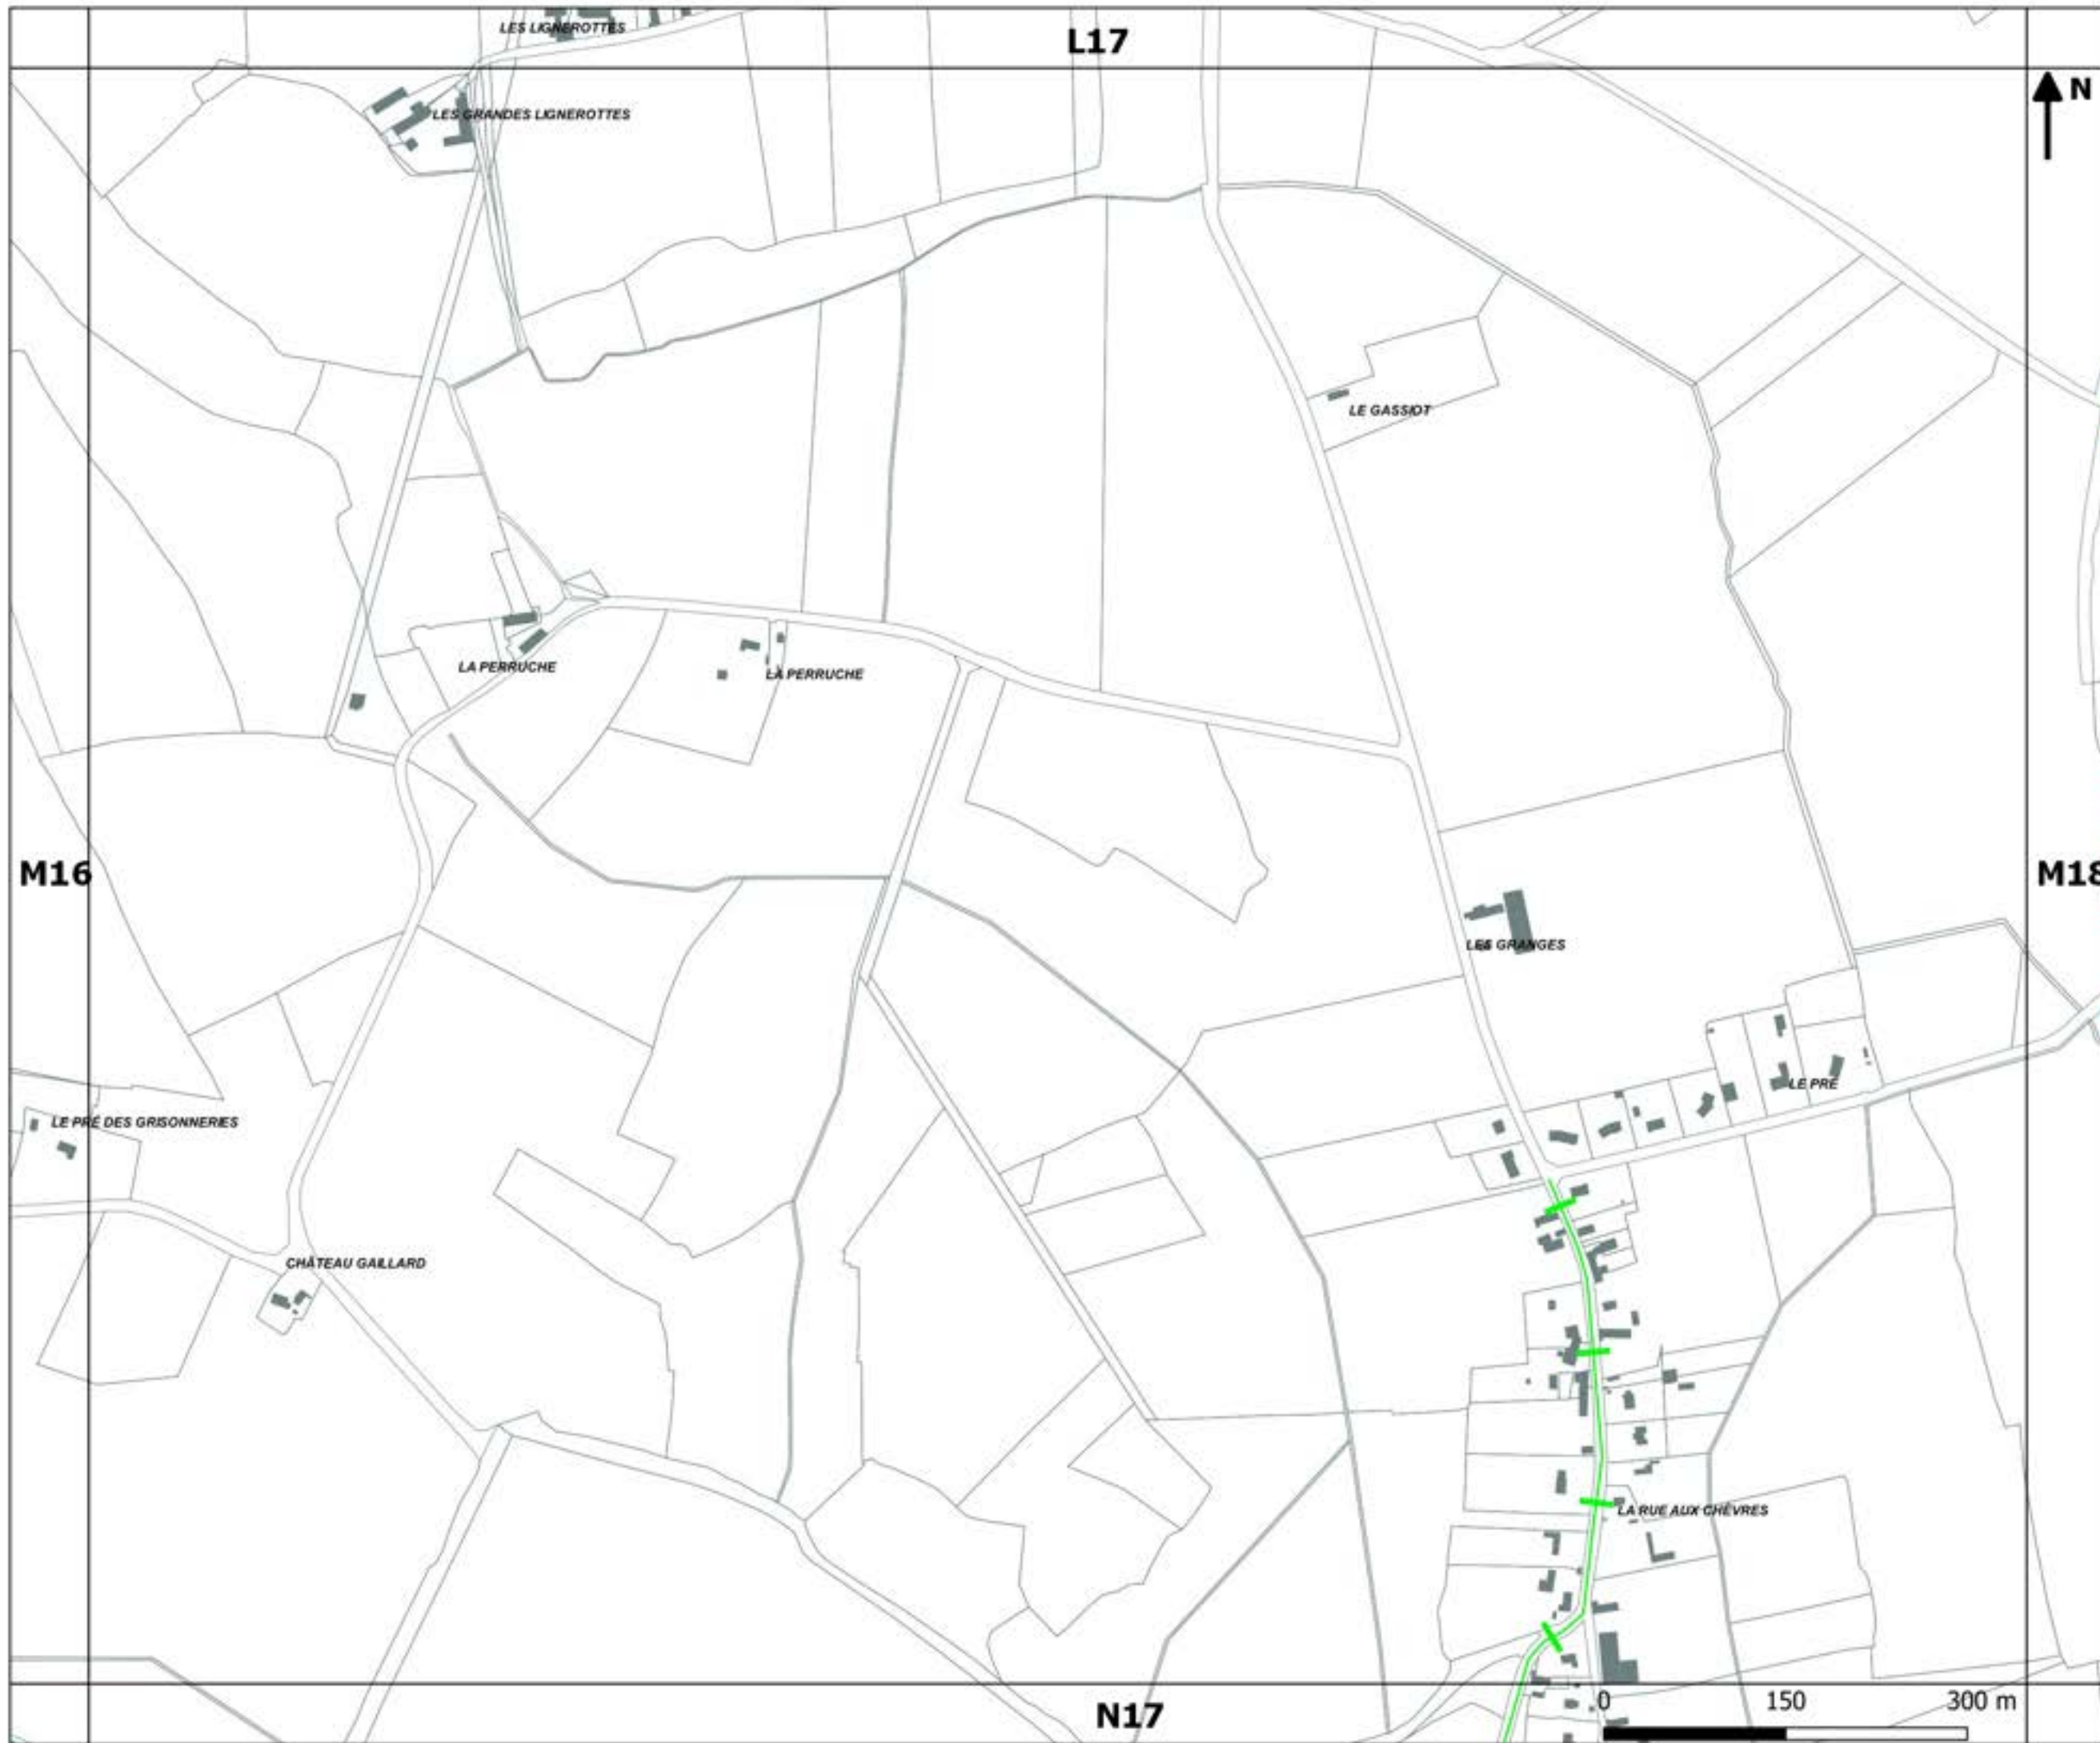 LES LIGNEROTTES
L17
N
LES GRANDES LIGNEROTTES
LE GASSIOT
LA PERRUCHE
LA PERRUCHE
M16
M18
LES GRANGES
LE PRÉ
LE PRÉ DES GRISONNERIES
CHÂTEAU GAILLARD
LA RUE AUX CHÈVRES
N17
0 150 300 m